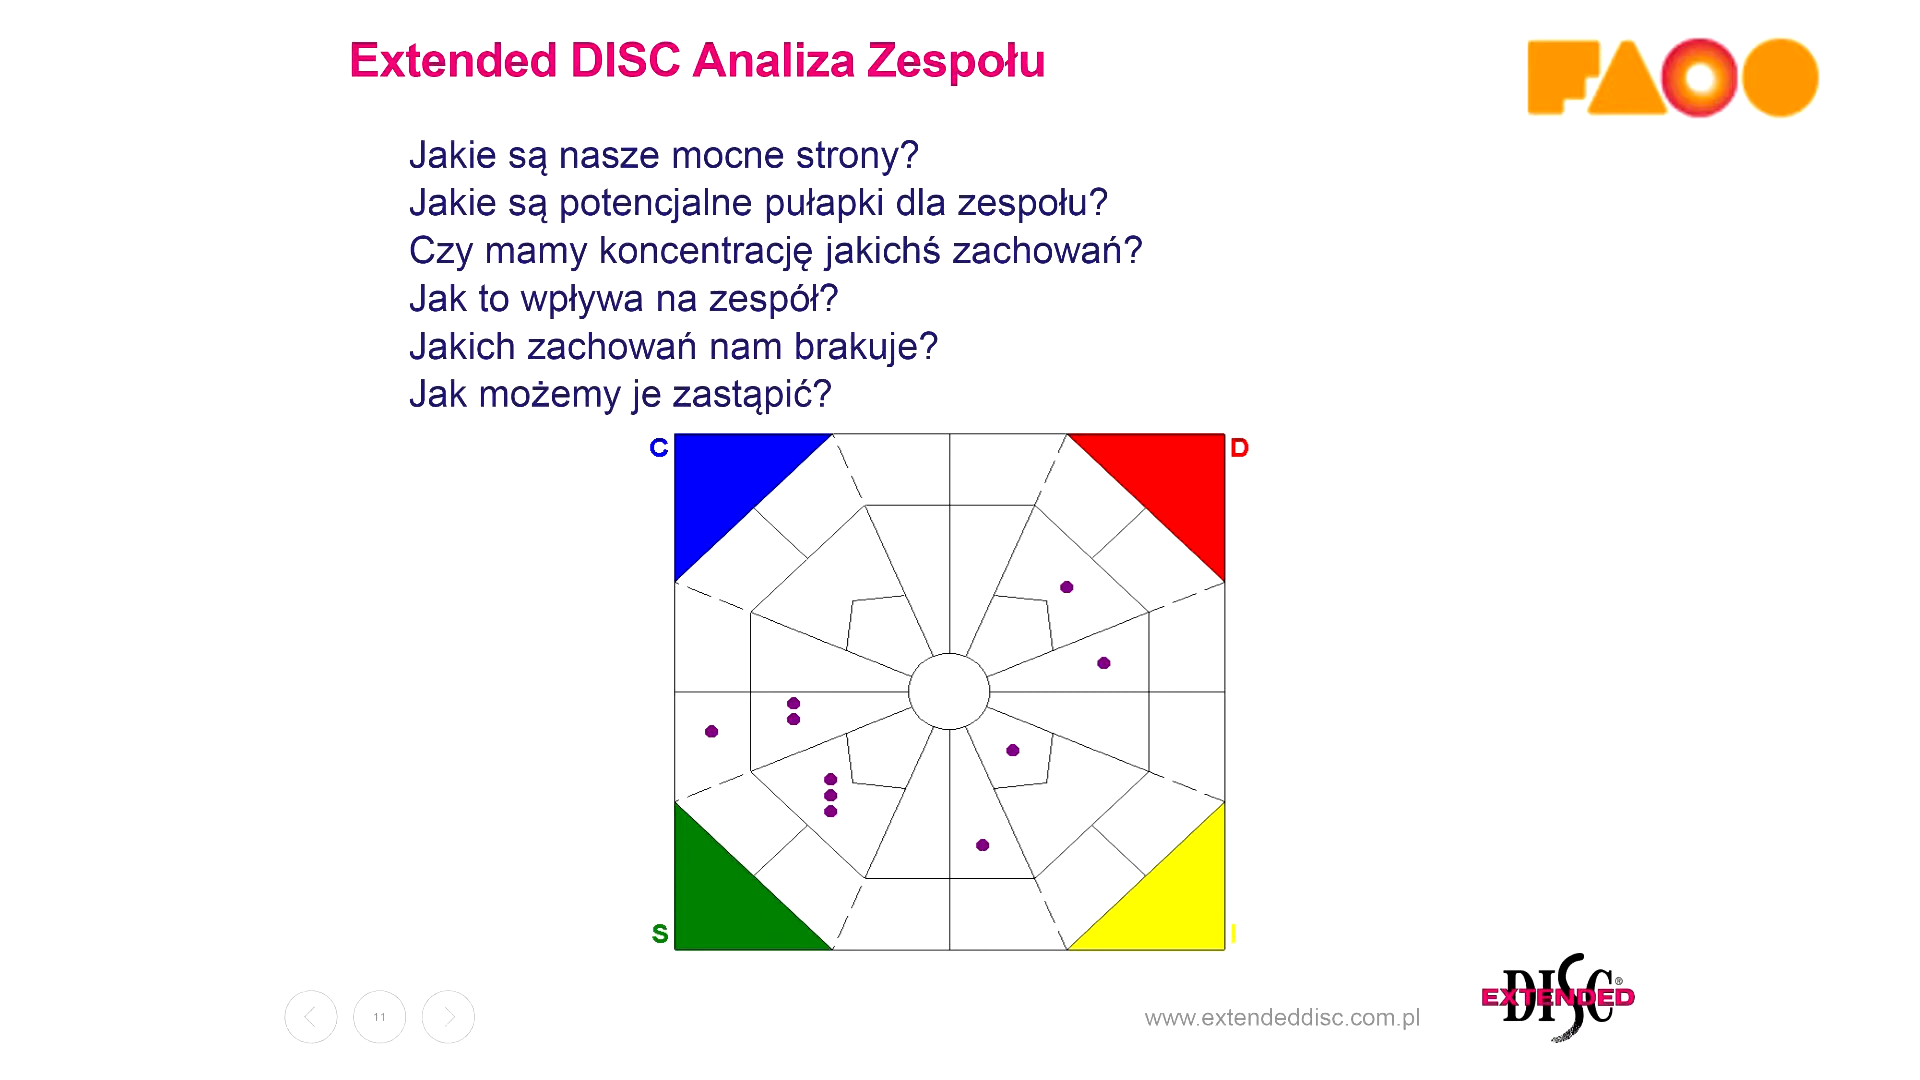 Extended DISC Analiza Zespołu
FAOO
Jakie są nasze mocne strony?
Jakie są potencjalne pułapki dla zespołu?
Czy mamy koncentrację jakichś zachowań?
Jak to wpływa na zespół?
Jakich zachowań nam brakuje?
Jak możemy je zastąpić?
C
D
S
I
11
www.extendeddisc.com.pl
DISC®
EXTENDED